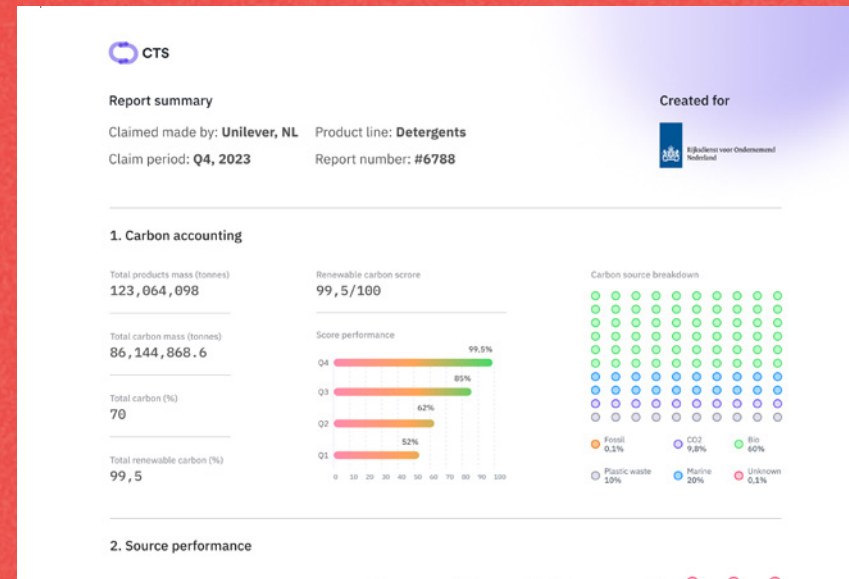 CTS
Report summary
Created for
Claimed made by: Unilever, NL
Product line: Detergents
Claim period: Q4, 2023
Report number: #6788
Rijksdienst voor Ondernemend
Nederland
1. Carbon accounting
Total products mass (tonnes)
123,064,098
Total carbon mass (tonnes)
86,144,868.6
Total carbon (%)
70
Total renewable carbon (%)
99,5
Renewable carbon scrore
99,5/100
Score performance
99,5%
Q4
85%
Q3
62%
Q2
52%
Q1
0 10 20 30 40 50 60 70 80 90 100
Carbon source breakdown
Fossil
0,1%
CO2
9,8%
Bio
60%
Plastic waste
10%
Marine
20%
Unknown
0,1%
2. Source performance